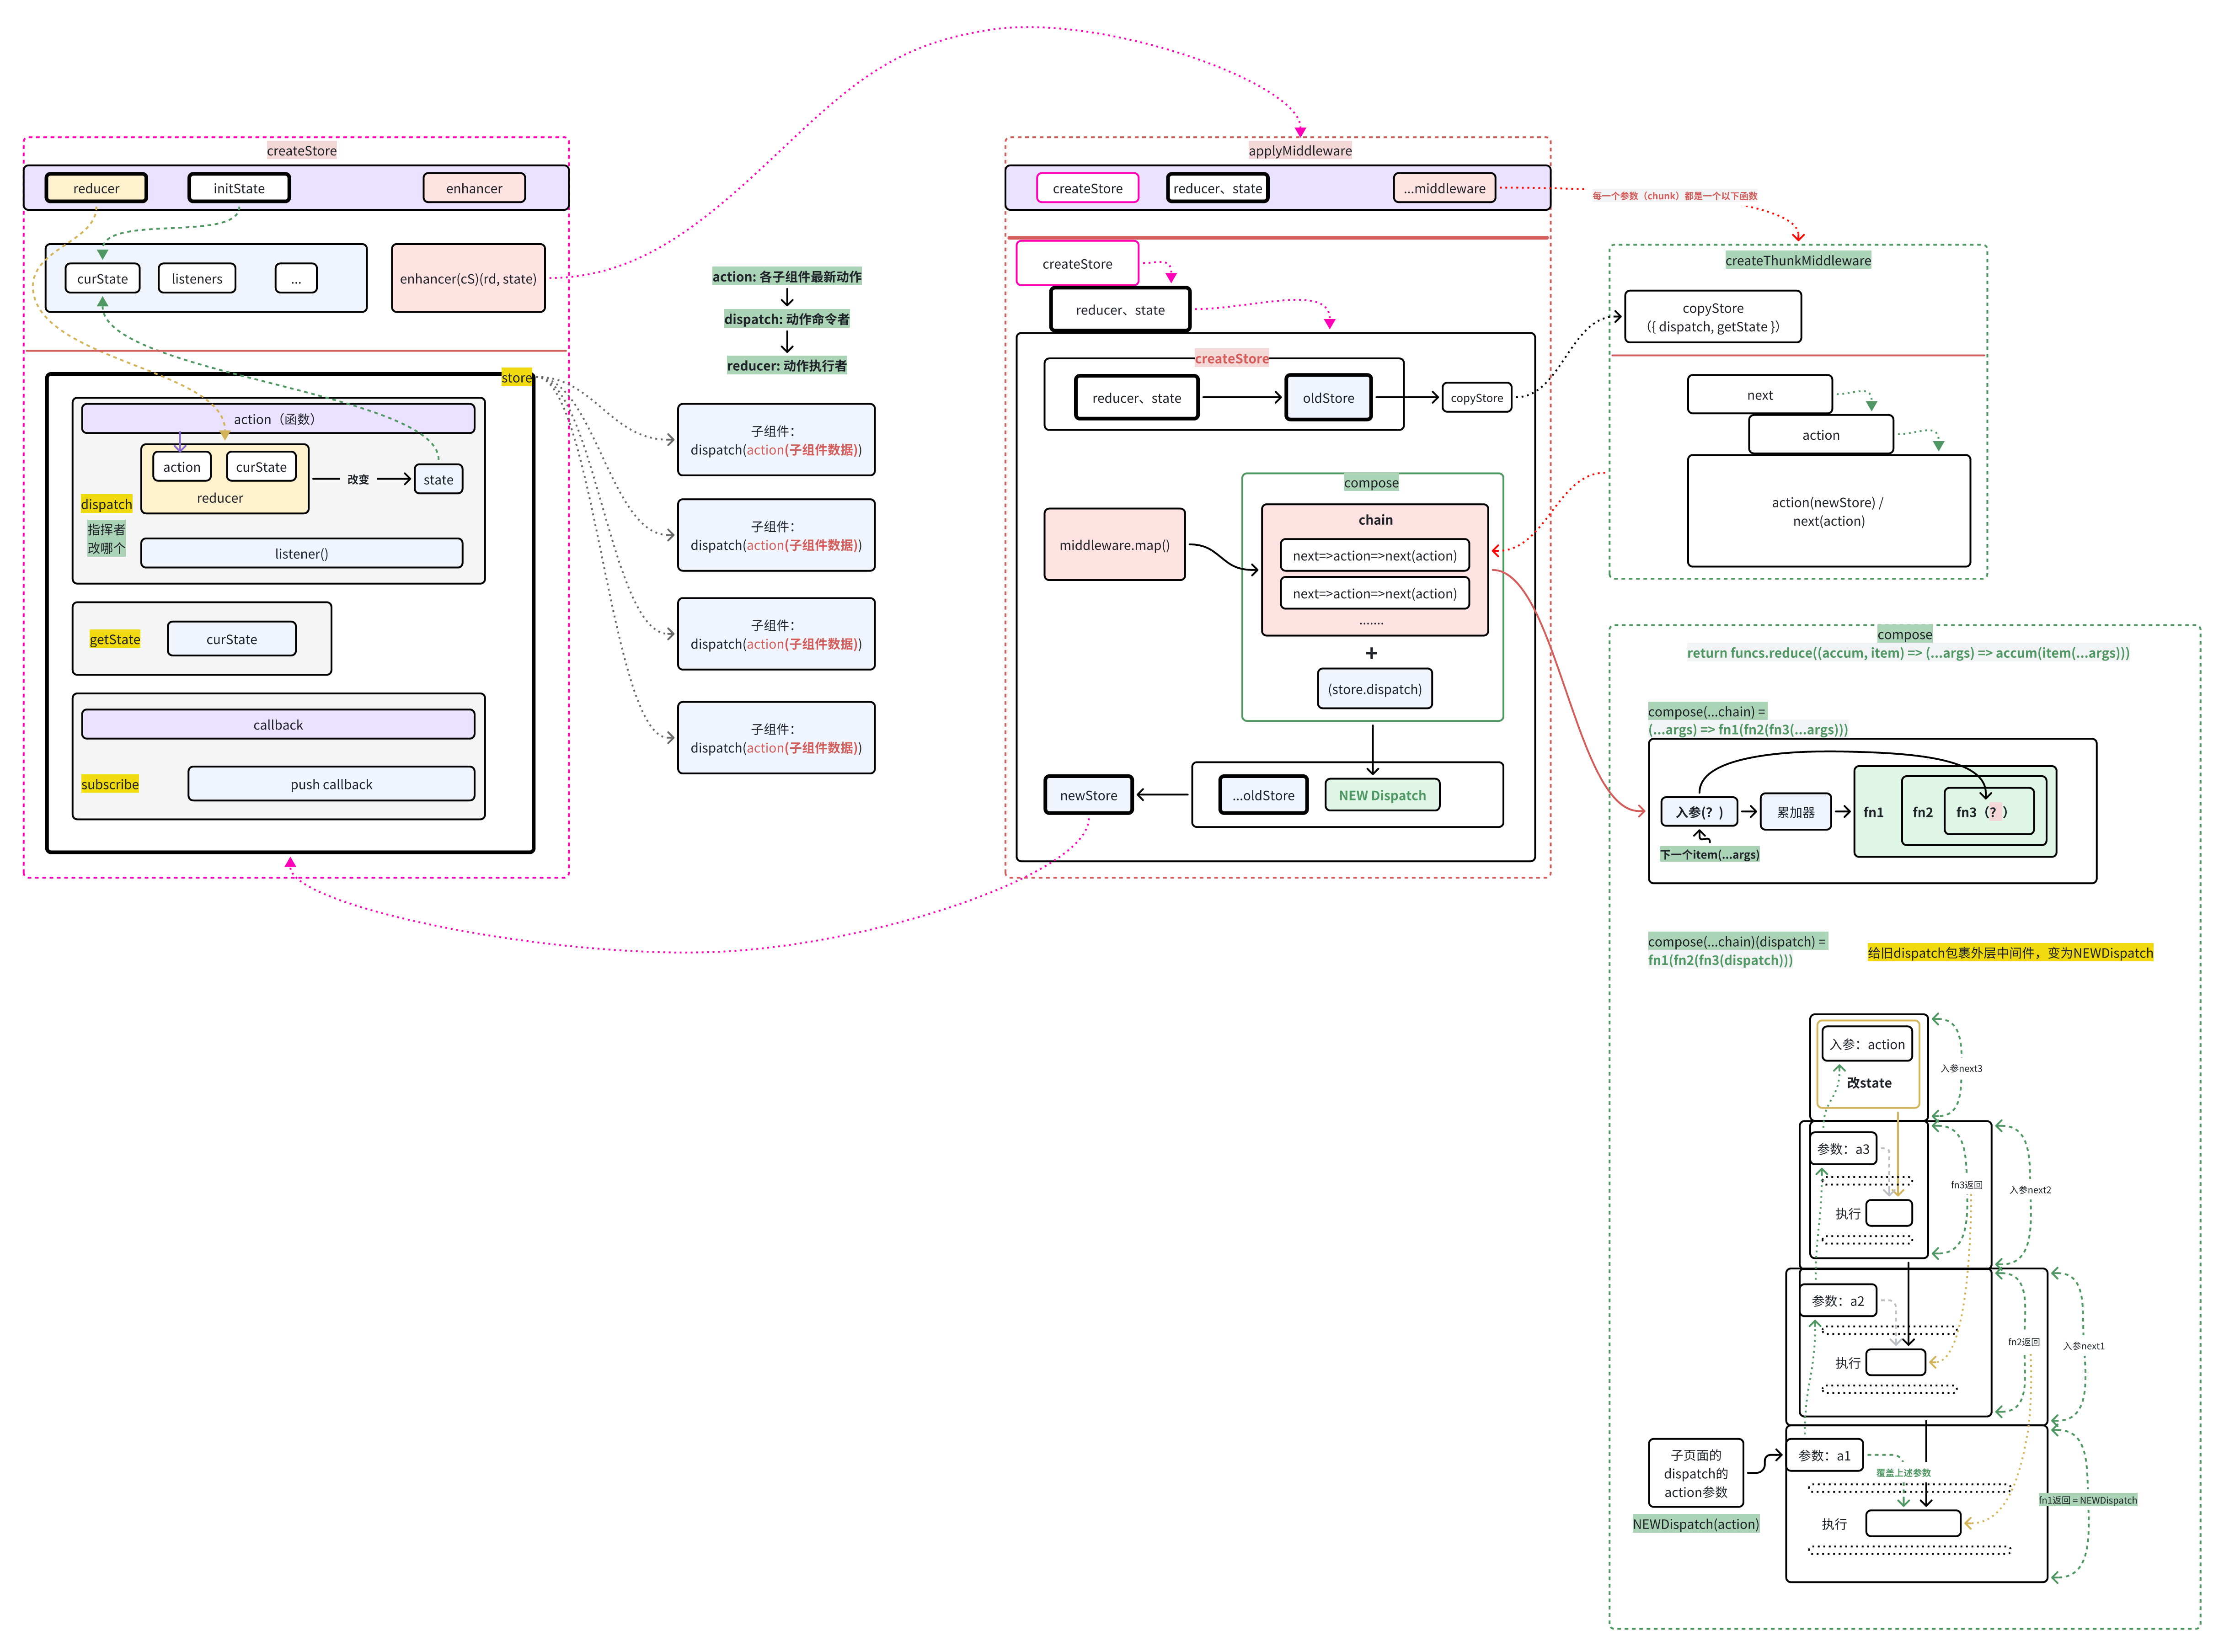 createStore
reducer
initState
enhancer
curState
listeners
...
enhancer(cS)(rd, state)
store
action（函数）
action
curState
reducer
改变
state
dispatch
指挥者
改哪个
listener()
getState
curState
callback
subscribe
push callback
action: 各子组件最新动作
dispatch: 动作命令者
reducer: 动作执行者
子组件：
dispatch(action(子组件数据))
子组件：
dispatch(action(子组件数据))
子组件：
dispatch(action(子组件数据))
子组件：
dispatch(action(子组件数据))
applyMiddleware
createStore
reducer、state
...middleware
createStore
reducer、state
createStore
reducer、state
oldStore
copyStore
compose
middleware.map()
chain
next=>action=>next(action)
next=>action=>next(action)
.......
+
(store.dispatch)
newStore
...oldStore
NEW Dispatch
每一个参数（chunk）都是一个以下函数
createThunkMiddleware
copyStore
（{ dispatch, getState }）
next
action
action(newStore) /
next(action)
compose
return funcs.reduce((accum, item) => (...args) => accum(item(...args)))
compose(...chain) =
(...args) => fn1(fn2(fn3(...args)))
入参(？)
累加器
fn1
fn2
fn3（？）
下一个item(...args)
compose(...chain)(dispatch) =
fn1(fn2(fn3(dispatch)))
给旧dispatch包裹外层中间件，变为NEWDispatch
入参：action
改state
入参next3
参数：a3
执行
fn3返回
入参next2
参数：a2
执行
fn2返回
入参next1
子页面的
dispatch的
action参数
参数：a1
覆盖上述参数
执行
fn1返回 = NEWDispatch
NEWDispatch(action)